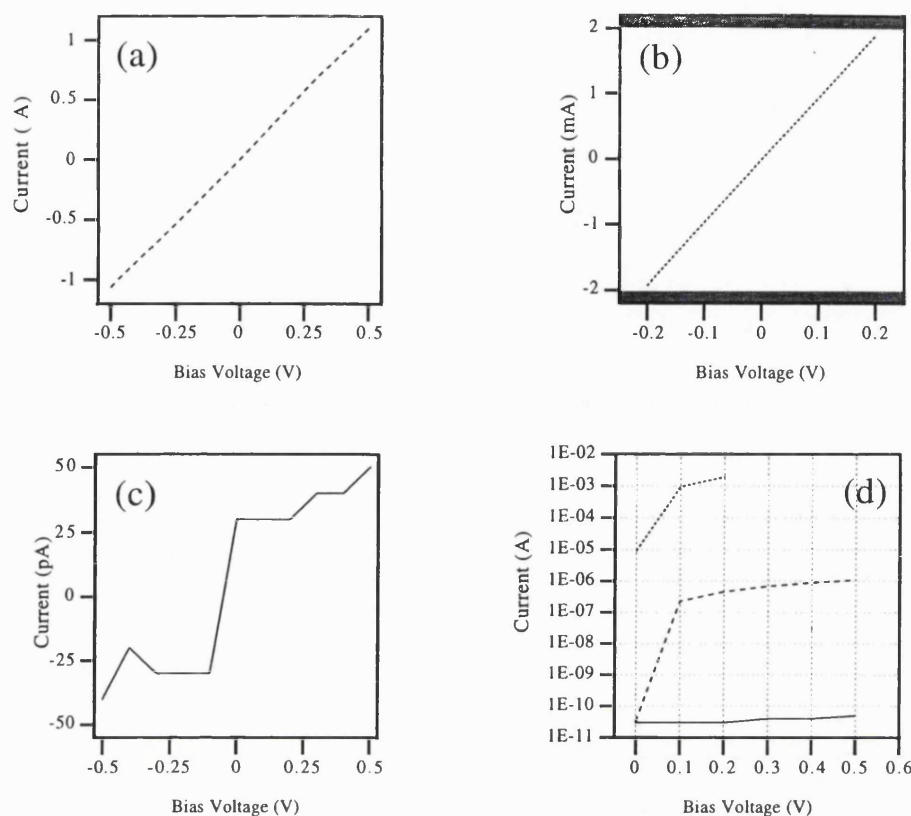 (a)
1
0.5
0
-0.5
-1
Current ( A)
-0.5 -0.25 0 0.25 0.5
Bias Voltage (V)
(b)
2
1
0
-1
-2
Current (mA)
-0.2 -0.1 0 0.1 0.2
Bias Voltage (V)
(c)
50
25
0
-25
-50
Current (pA)
-0.5 -0.25 0 0.25 0.5
Bias Voltage (V)
(d)
1E-02
1E-03
1E-04
1E-05
1E-06
1E-07
1E-08
1E-09
1E-10
1E-11
Current (A)
0 0.1 0.2 0.3 0.4 0.5 0.6
Bias Voltage (V)